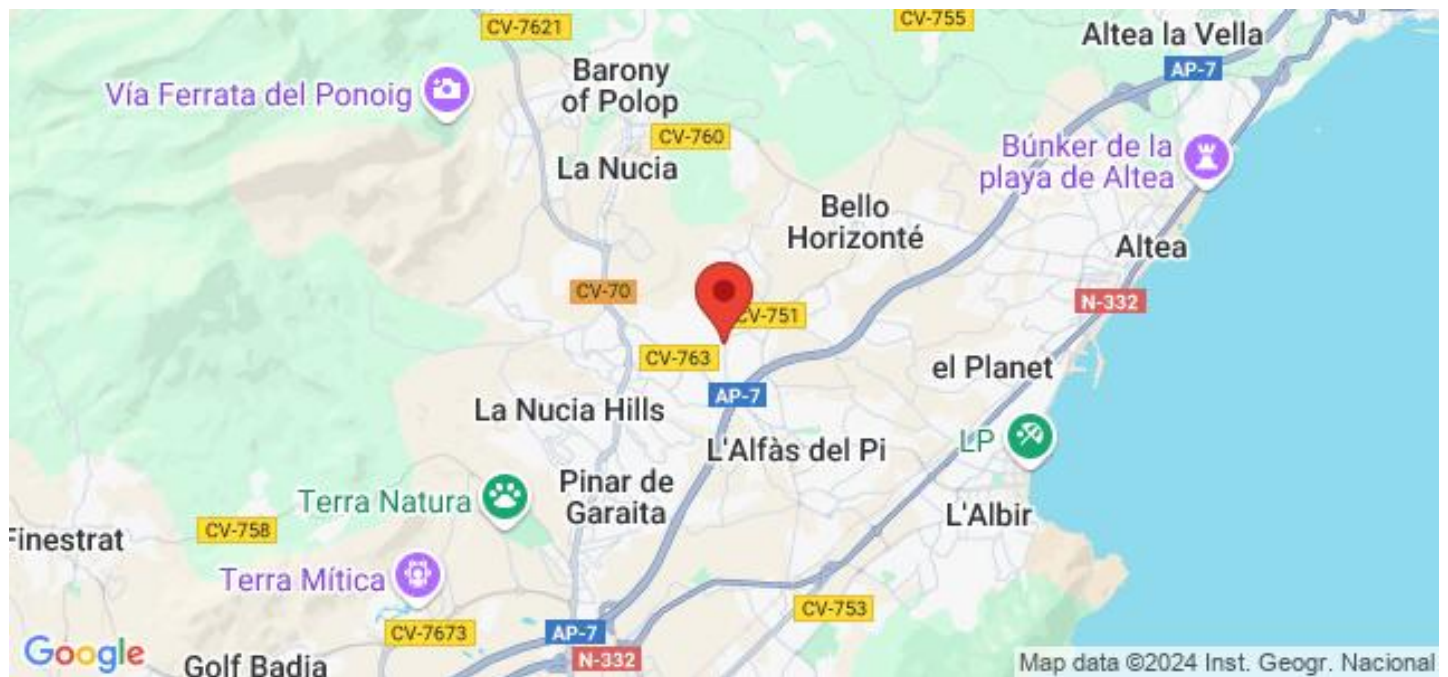 CV-7621
CV-755
Altea la Vella
AP-7
Barony
of Polop
Vía Ferrata del Ponoig
CV-760
La Nucia
Búnker de la
playa de Altea
Bello
Horizonté
Altea
CV-70
N-332
CV-751
CV-763
el Planet
AP-7
La Nucia Hills
L'Alfàs del Pi
LP
Terra Natura
Pinar de
Garaita
L'Albir
CV-758
Finestrat
Terra Mítica
CV-753
CV-7673
AP-7
N-332
Google
Golf Badia
Map data ©2024 Inst. Geogr. Nacional